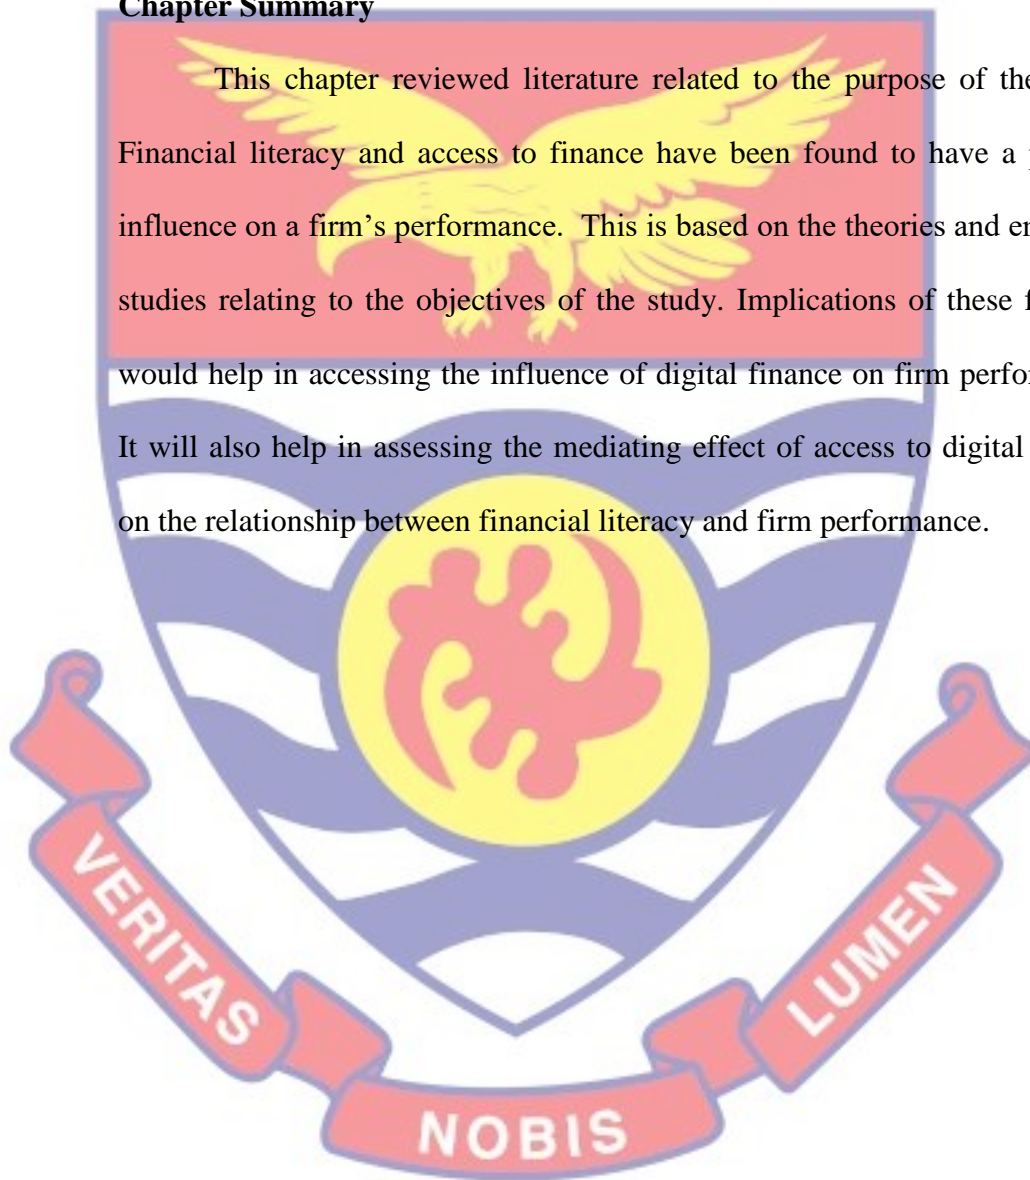 Chapter Summary
This chapter reviewed literature related to the purpose of the
Financial literacy and access to finance have been found to have a
influence on a firm's performance. This is based on the theories and
studies relating to the objectives of the study. Implications of these
would help in accessing the influence of digital finance on firm
It will also help in assessing the mediating effect of access to digital
on the relationship between financial literacy and firm performance.
VERITAS
NOBIS
LUMEN